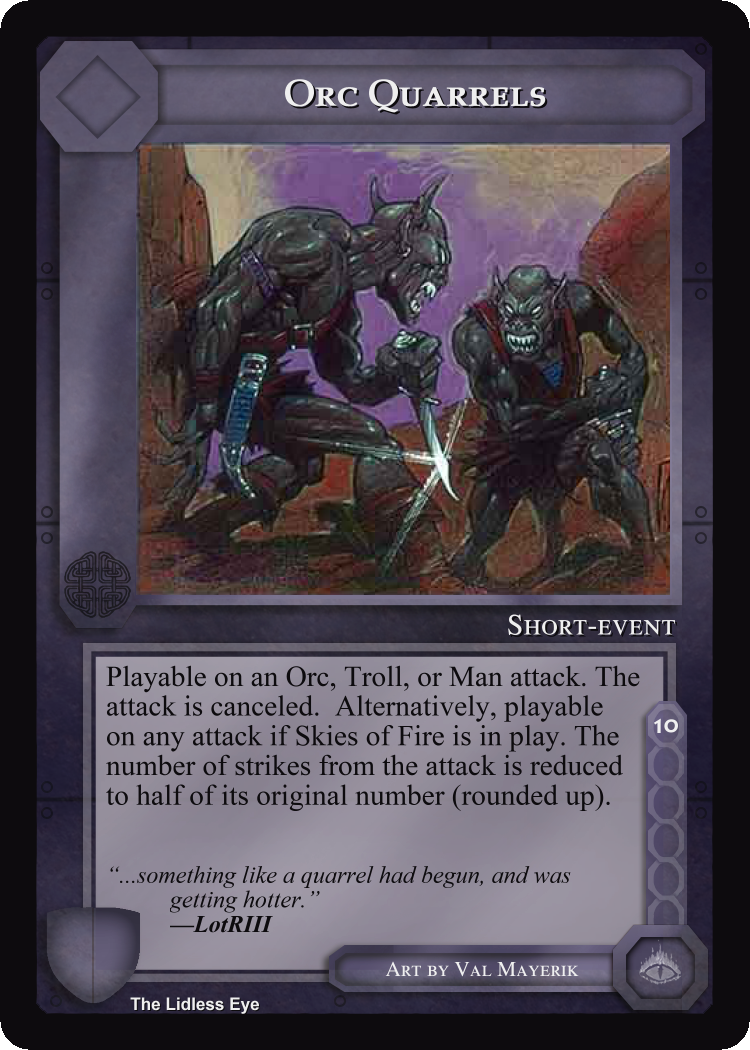 Orc Quarrels
Short-event
Playable on an Orc, Troll, or Man attack. The
attack is canceled.  Alternatively, playable
on any attack if Skies of Fire is in play. The
number of strikes from the attack is reduced
to half of its original number (rounded up).
10
“...something like a quarrel had begun, and was
getting hotter.”
—LotRIII
Art by Val Mayerik
The Lidless Eye